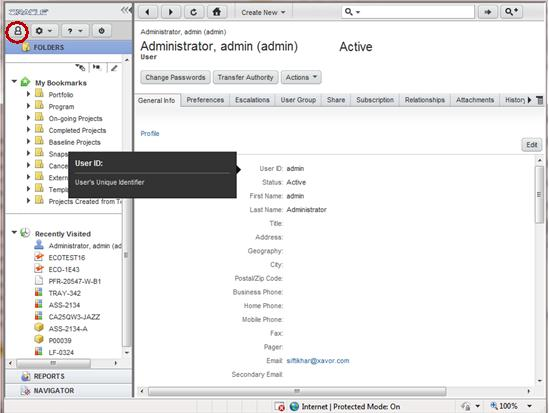 Create New
Administrator, admin (admin)
Administrator, admin (admin) Active
User
Change Passwords Transfer Authority Actions
General Info Preferences Escalations User Group Share Subscription Relationships Attachments History
Profile
Edit
FOLDERS
My Bookmarks
Portfolio
Program
On-going Projects
Completed Projects
Baseline Projects
Snaps
Cance
Extern
Templ
Projects Created from Te
User ID:
User's Unique Identifier
User ID: admin
Status: Active
First Name: admin
Last Name: Administrator
Title:
Address:
Geography:
City:
Postal/Zip Code:
Business Phone:
Home Phone:
Mobile Phone:
Fax:
Pager:
Email: siftikhar@xavor.com
Secondary Email:
Recently Visited
Administrator, admin (ad
ECOTEST16
ECO-1E43
PFR-20547-W-B1
TRAY-342
ASS-2134
CA25QW3-JAZZ
ASS-2134-A
P00039
LF-0324
REPORTS
NAVIGATOR
Internet | Protected Mode: On
100%